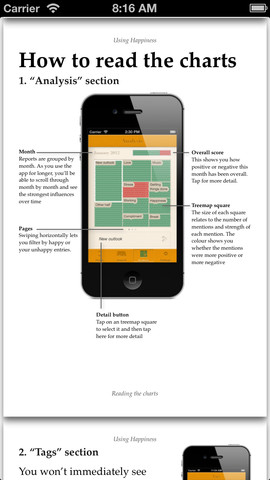 Carrier 8:16 AM
Using Happiness
How to read the charts
1. “Analysis” section
Carrier 5:35 PM
Month
Reports are grouped by
month. As you use the
app for longer, you'll be
able to scroll through
month by month and see
the strongest influences
over time
Overall score
This shows you how
positive or negative this
month has been overall.
Tap for more detail.
Treemap square
The size of each square
relates to the number of
mentions and strength of
each mention. The
colour shows you
whether the mentions
were more positive or
more negative
Pages
Swiping horizontally lets
you filter by happy or
your unhappy entries.
New outlook
Detail button
Tap on an treemap square
to select it and then tap
here for more detail
Reading the charts
Using Happiness
2. “Tags” section
You won't immediately see